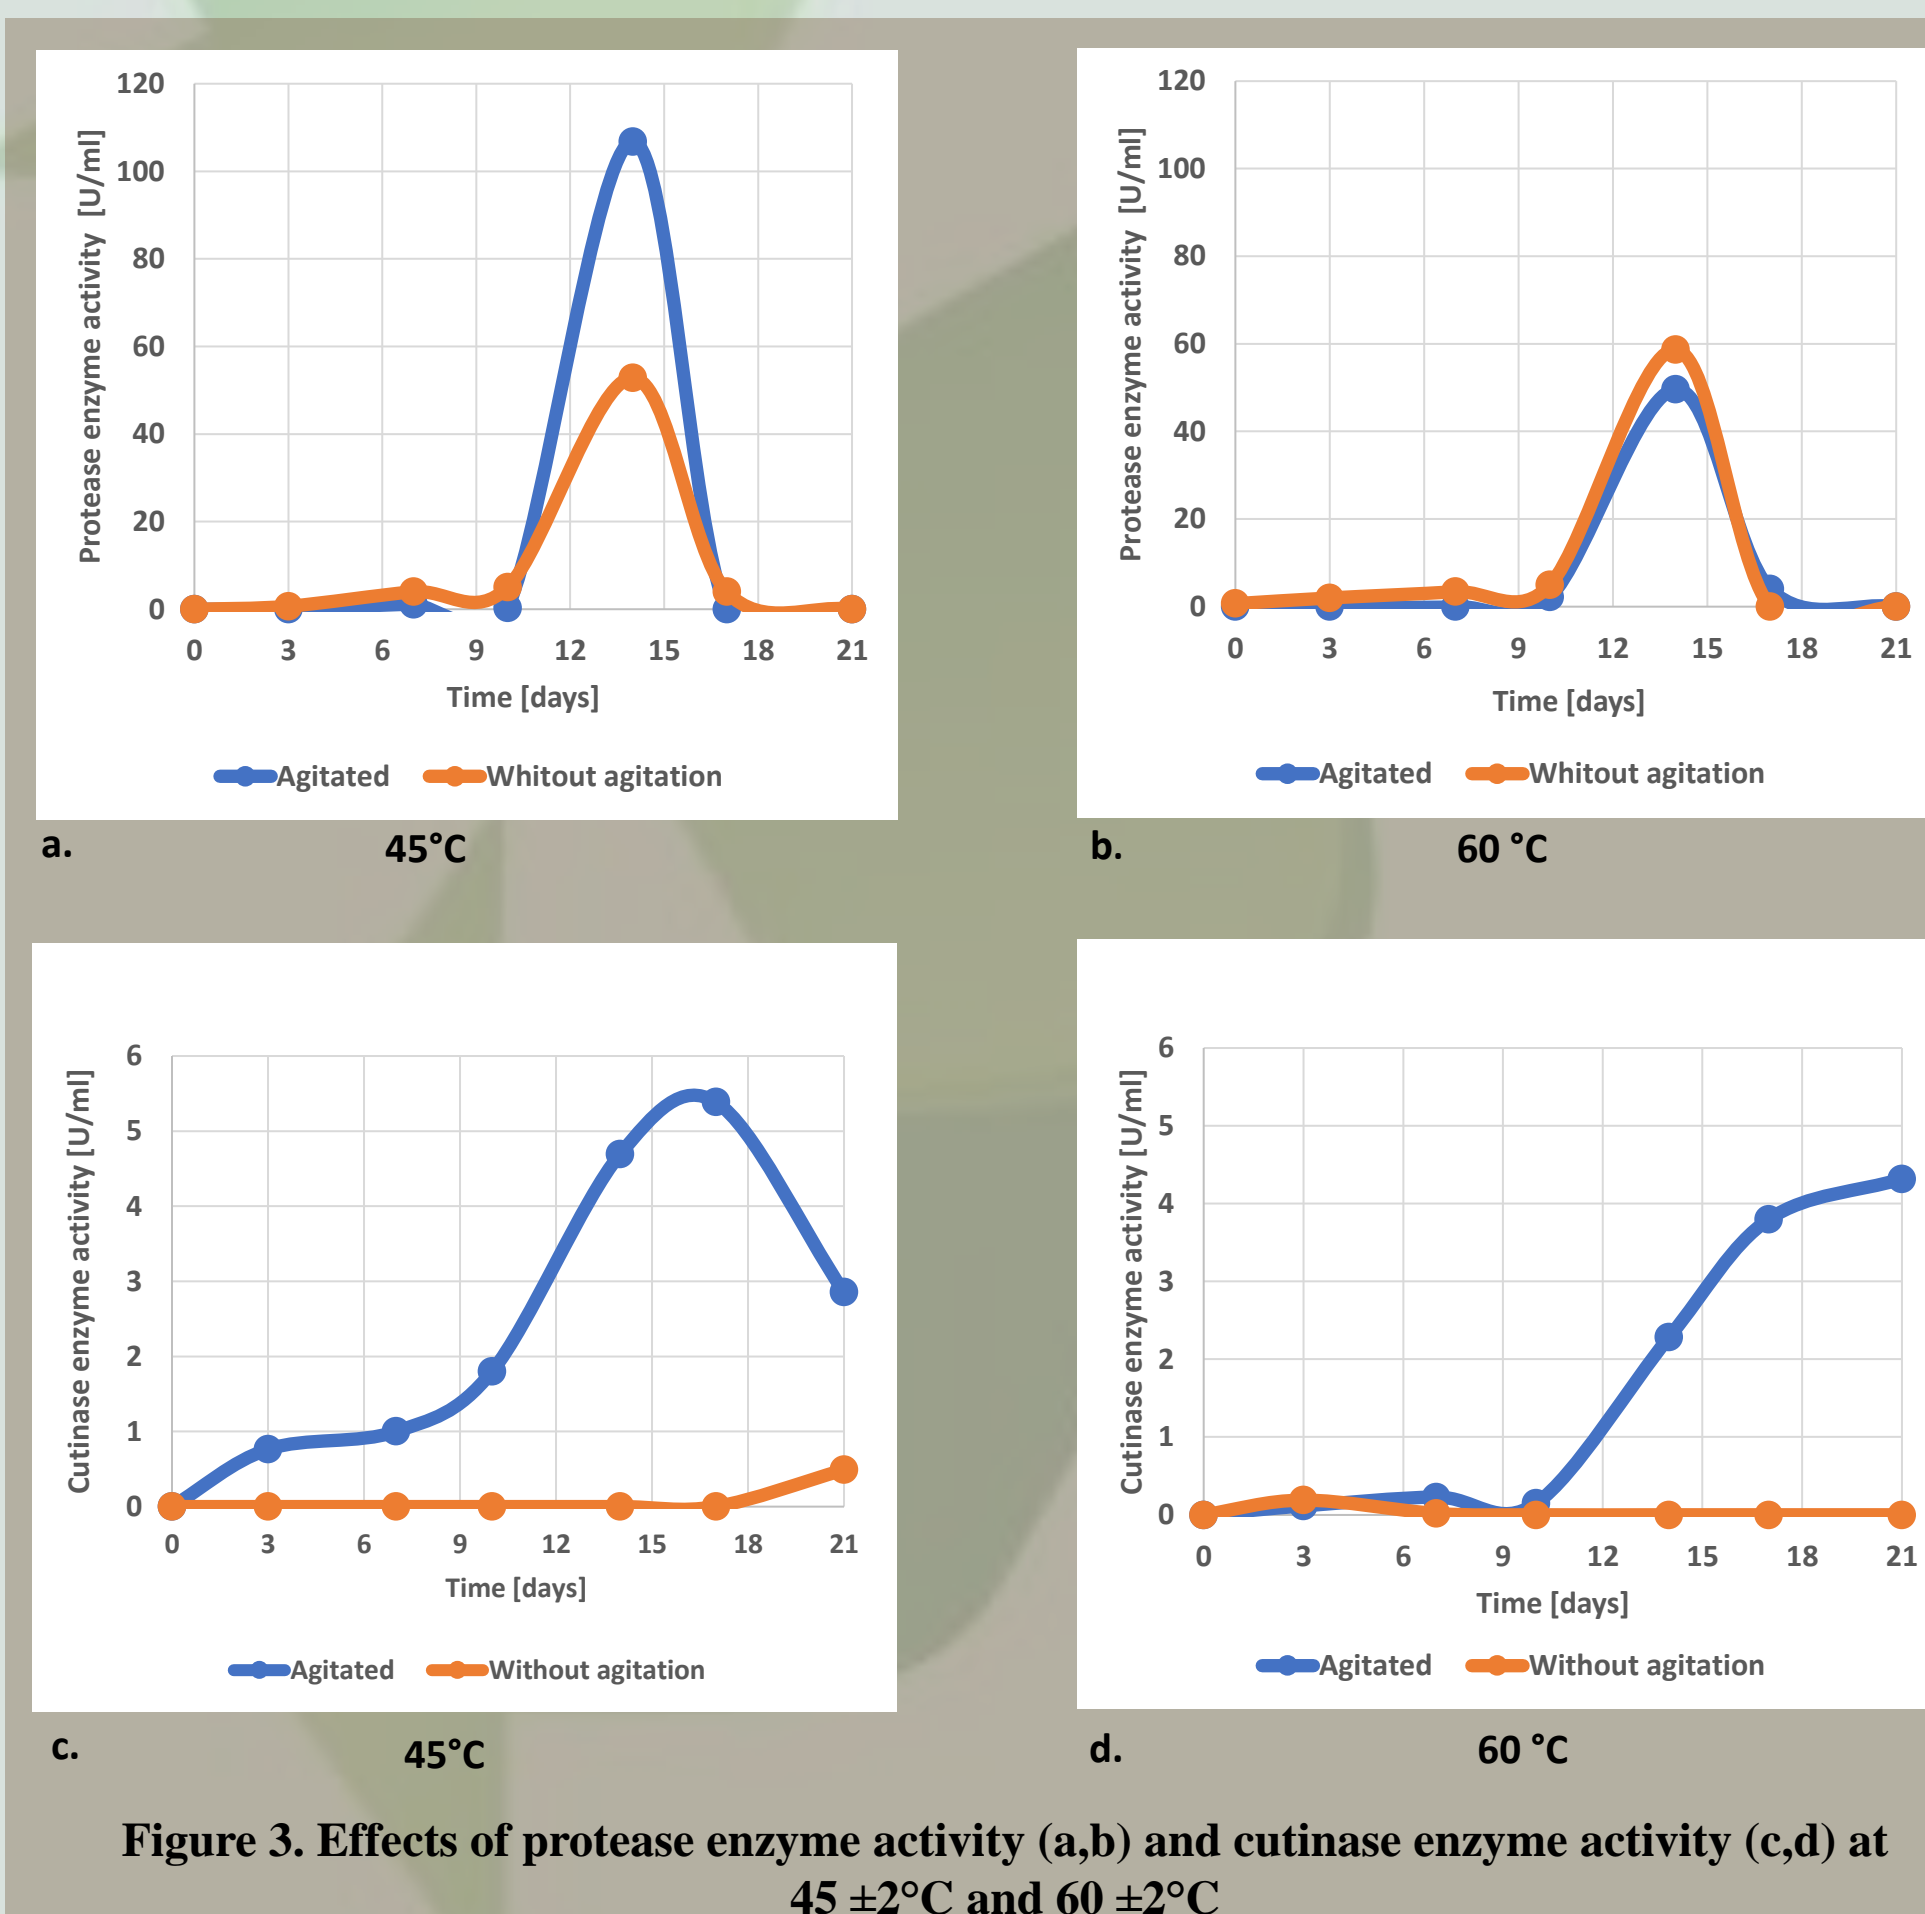 120
100
80
60
40
20
0
0 3 6 9 12 15 18 21
Protease enzyme activity [U/ml]
Time [days]
Agitated Whitout agitation
a. 45°C
120
100
80
60
40
20
0
0 3 6 9 12 15 18 21
Protease enzyme activity [U/ml]
Time [days]
Agitated Whitout agitation
b. 60 °C
6
5
4
3
2
1
0
0 3 6 9 12 15 18 21
Cutinase enzyme activity [U/ml]
Time [days]
Agitated Without agitation
c. 45°C
6
5
4
3
2
1
0
0 3 6 9 12 15 18 21
Cutinase enzyme activity [U/ml]
Time [days]
Agitated Without agitation
d. 60 °C
Figure 3. Effects of protease enzyme activity (a,b) and cutinase enzyme activity (c,d) at
45 ±2°C and 60 ±2°C